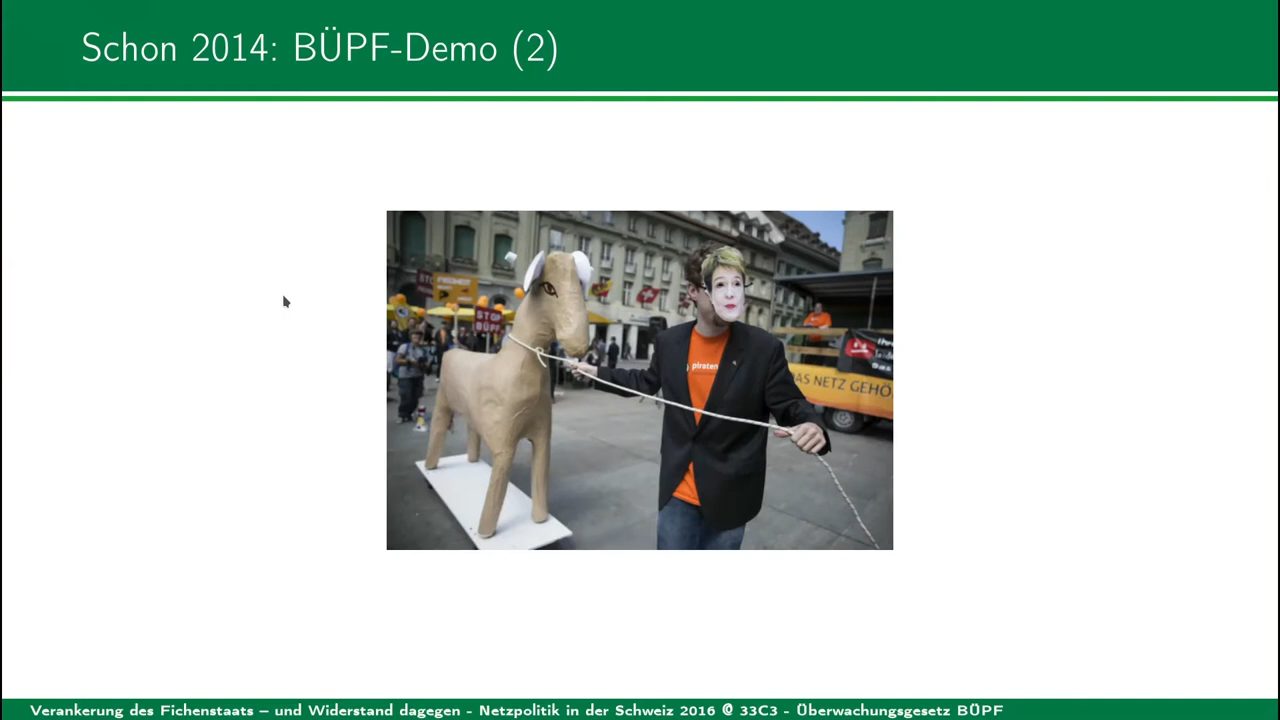 Schon 2014: BÜPF-Demo (2)
STOP
BÜPF
piraten
DAS NETZ GEHÖ
Verankerung des Fichenstaats – und Widerstand dagegen - Netzpolitik in der Schweiz 2016 @ 33C3 - Überwachungsgesetz BÜPF